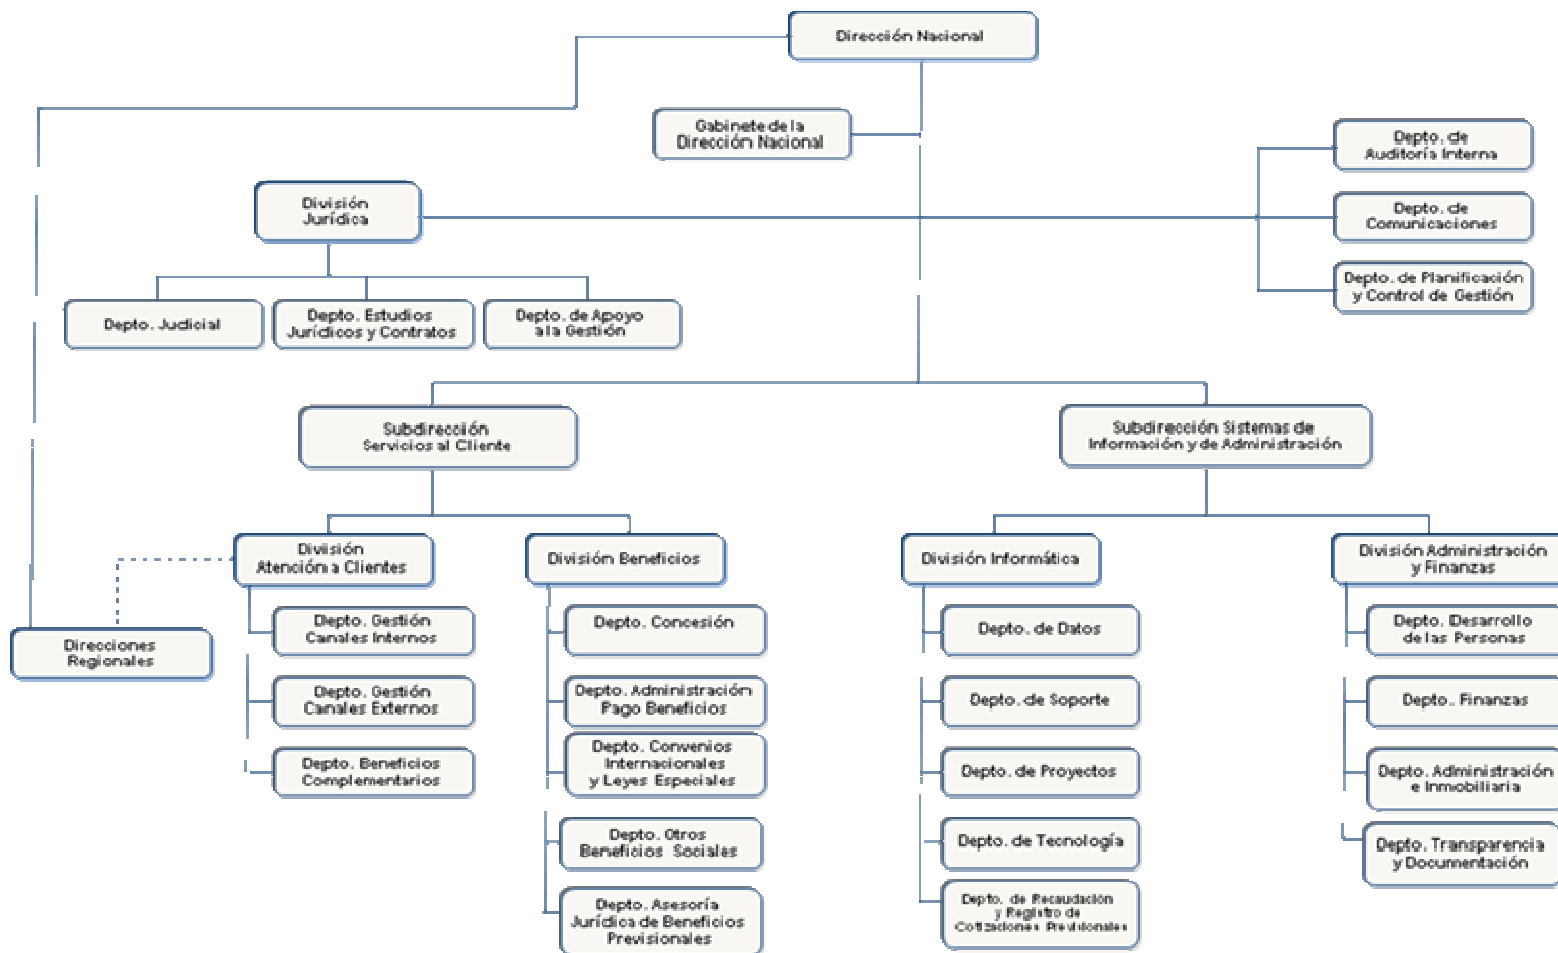 Dirección Nacional
Gabinete de la
Dirección Nacional
Depto. de
Auditoría Interna
División
Jurídica
Depto. de
Comunicaciones
Depto. de Planificación
y Control de Gestión
Depto. Judicial
Depto. Estudios
Jurídicos y Contratos
Depto. de Apoyo
a la Gestión
Subdirección
Servicios al Cliente
Subdirección Sistemas de
Información y de Administración
División
Atención a Clientes
División Beneficios
División Informática
División Administración
y Finanzas
Direcciones
Regionales
Depto. Gestión
Canales Internos
Depto. Gestión
Canales Externos
Depto. Beneficios
Complementarios
Depto. Concesión
Depto. Administración
Pago Beneficios
Depto. Convenios
Internacionales
y Leyes Especiales
Depto. Otros
Beneficios Sociales
Depto. Asesoría
Jurídica de Beneficios
Previsionales
Depto. de Datos
Depto. de Soporte
Depto. de Proyectos
Depto. de Tecnología
Depto. de Recaudación
y Registro de
Cotizaciones Previsionales
Depto. Desarrollo
de las Personas
Depto. Finanzas
Depto. Administración
e Inmobiliaria
Depto. Transparencia
y Documentación